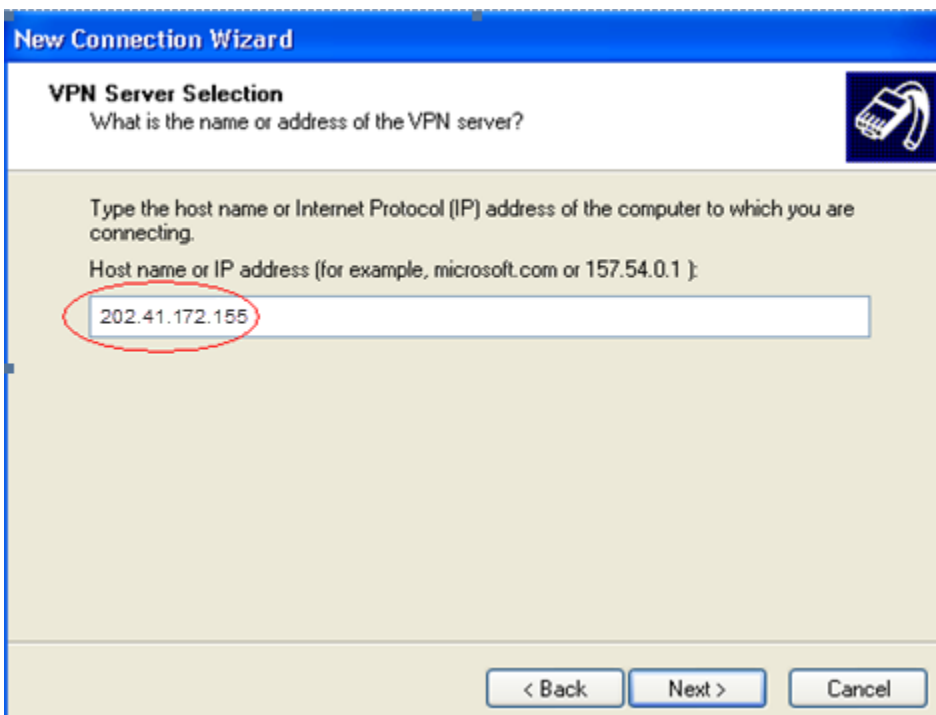 New Connection Wizard
VPN Server Selection
What is the name or address of the VPN server?
Type the host name or Internet Protocol (IP) address of the computer to which you are
connecting.
Host name or IP address (for example, microsoft.com or 157.54.0.1 ):
202.41.172.155
< Back Next > Cancel